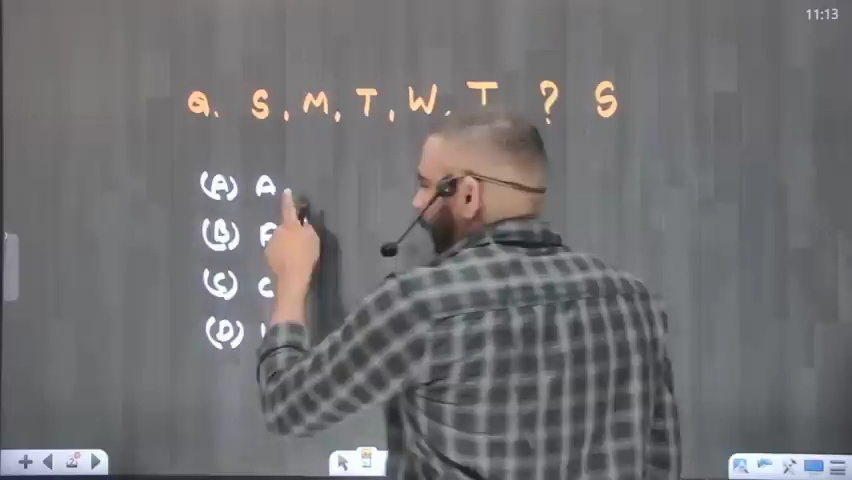 11:13
Q. S, M, T, W, T ? S
(A) A
(B) F
(C) C
(D)